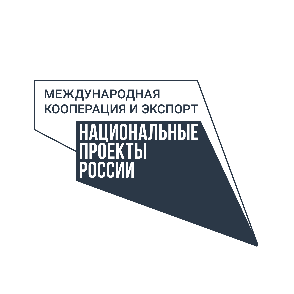 МЕЖДУНАРОДНАЯ
КООПЕРАЦИЯ И ЭКСПОРТ
НАЦИОНАЛЬНЫЕ
ПРОЕКТЫ
РОССИИ